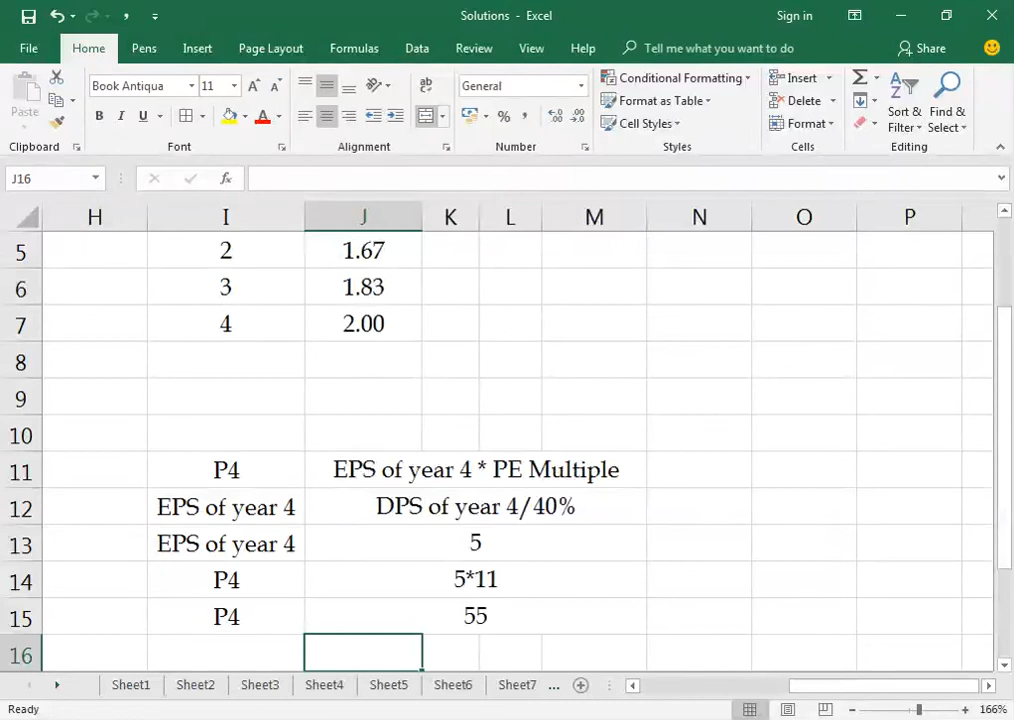 Solutions - Excel
Sign in
File Home Pens Insert Page Layout Formulas Data Review View Help Tell me what you want to do Share
Paste
Book Antiqua 11
B I U
General
% ,
Conditional Formatting
Format as Table
Cell Styles
Insert
Delete
Format
Sort & Filter
Find & Select
Clipboard Font Alignment Number Styles Cells Editing
J16 fx
H I J K L M N O P
5 2 1.67
6 3 1.83
7 4 2.00
8
9
10
11 P4 EPS of year 4 * PE Multiple
12 EPS of year 4 DPS of year 4/40%
13 EPS of year 4 5
14 P4 5*11
15 P4 55
16
Sheet1 Sheet2 Sheet3 Sheet4 Sheet5 Sheet6 Sheet7 ...
Ready 166%